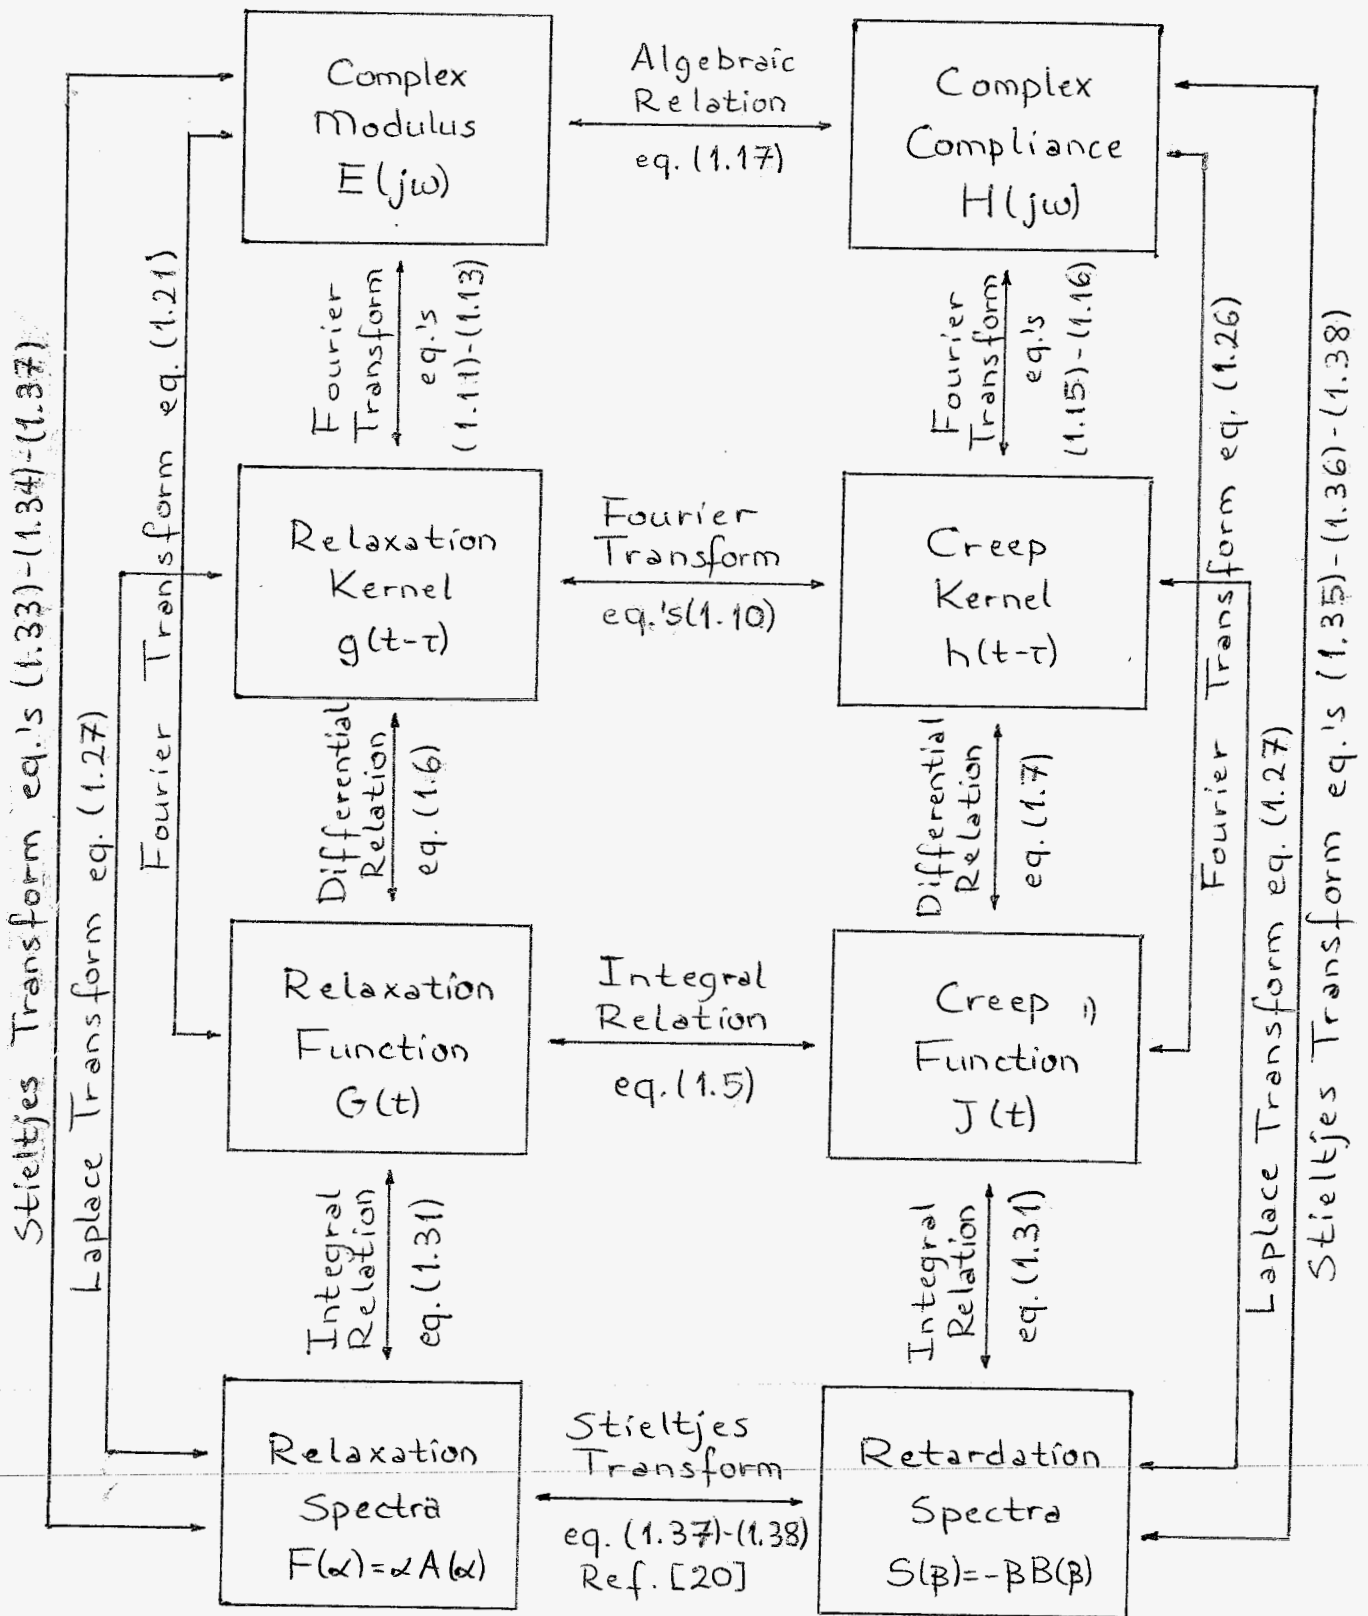 Complex
Modulus
E(jω)
Algebraic
Relation
eq. (1.17)
Complex
Compliance
H(jω)
Fourier
Transform
eq.'s
(1.11)-(1.13)
Fourier
Transform
eq.'s
(1.15)-(1.16)
Relaxation
Kernel
g(t-τ)
Fourier
Transform
eq.'s(1.10)
Creep
Kernel
h(t-τ)
Differential
Relation
eq. (1.6)
Differential
Relation
eq. (1.7)
Relaxation
Function
G(t)
Integral
Relation
eq. (1.5)
Creep
Function
J(t)
Integral
Relation
eq. (1.31)
Integral
Relation
eq. (1.31)
Relaxation
Spectra
F(α)=αA(α)
Stieltjes
Transform
eq. (1.37)-(1.38)
Ref. [20]
Retardation
Spectra
S(β)=-βB(β)
Stieltjes Transform eq.'s (1.33)-(1.34)-(1.37)
Laplace Transform eq. (1.27)
Fourier Transform eq. (1.21)
Fourier Transform eq. (1.26)
Laplace Transform eq. (1.27)
Stieltjes Transform eq.'s (1.35)-(1.36)-(1.38)